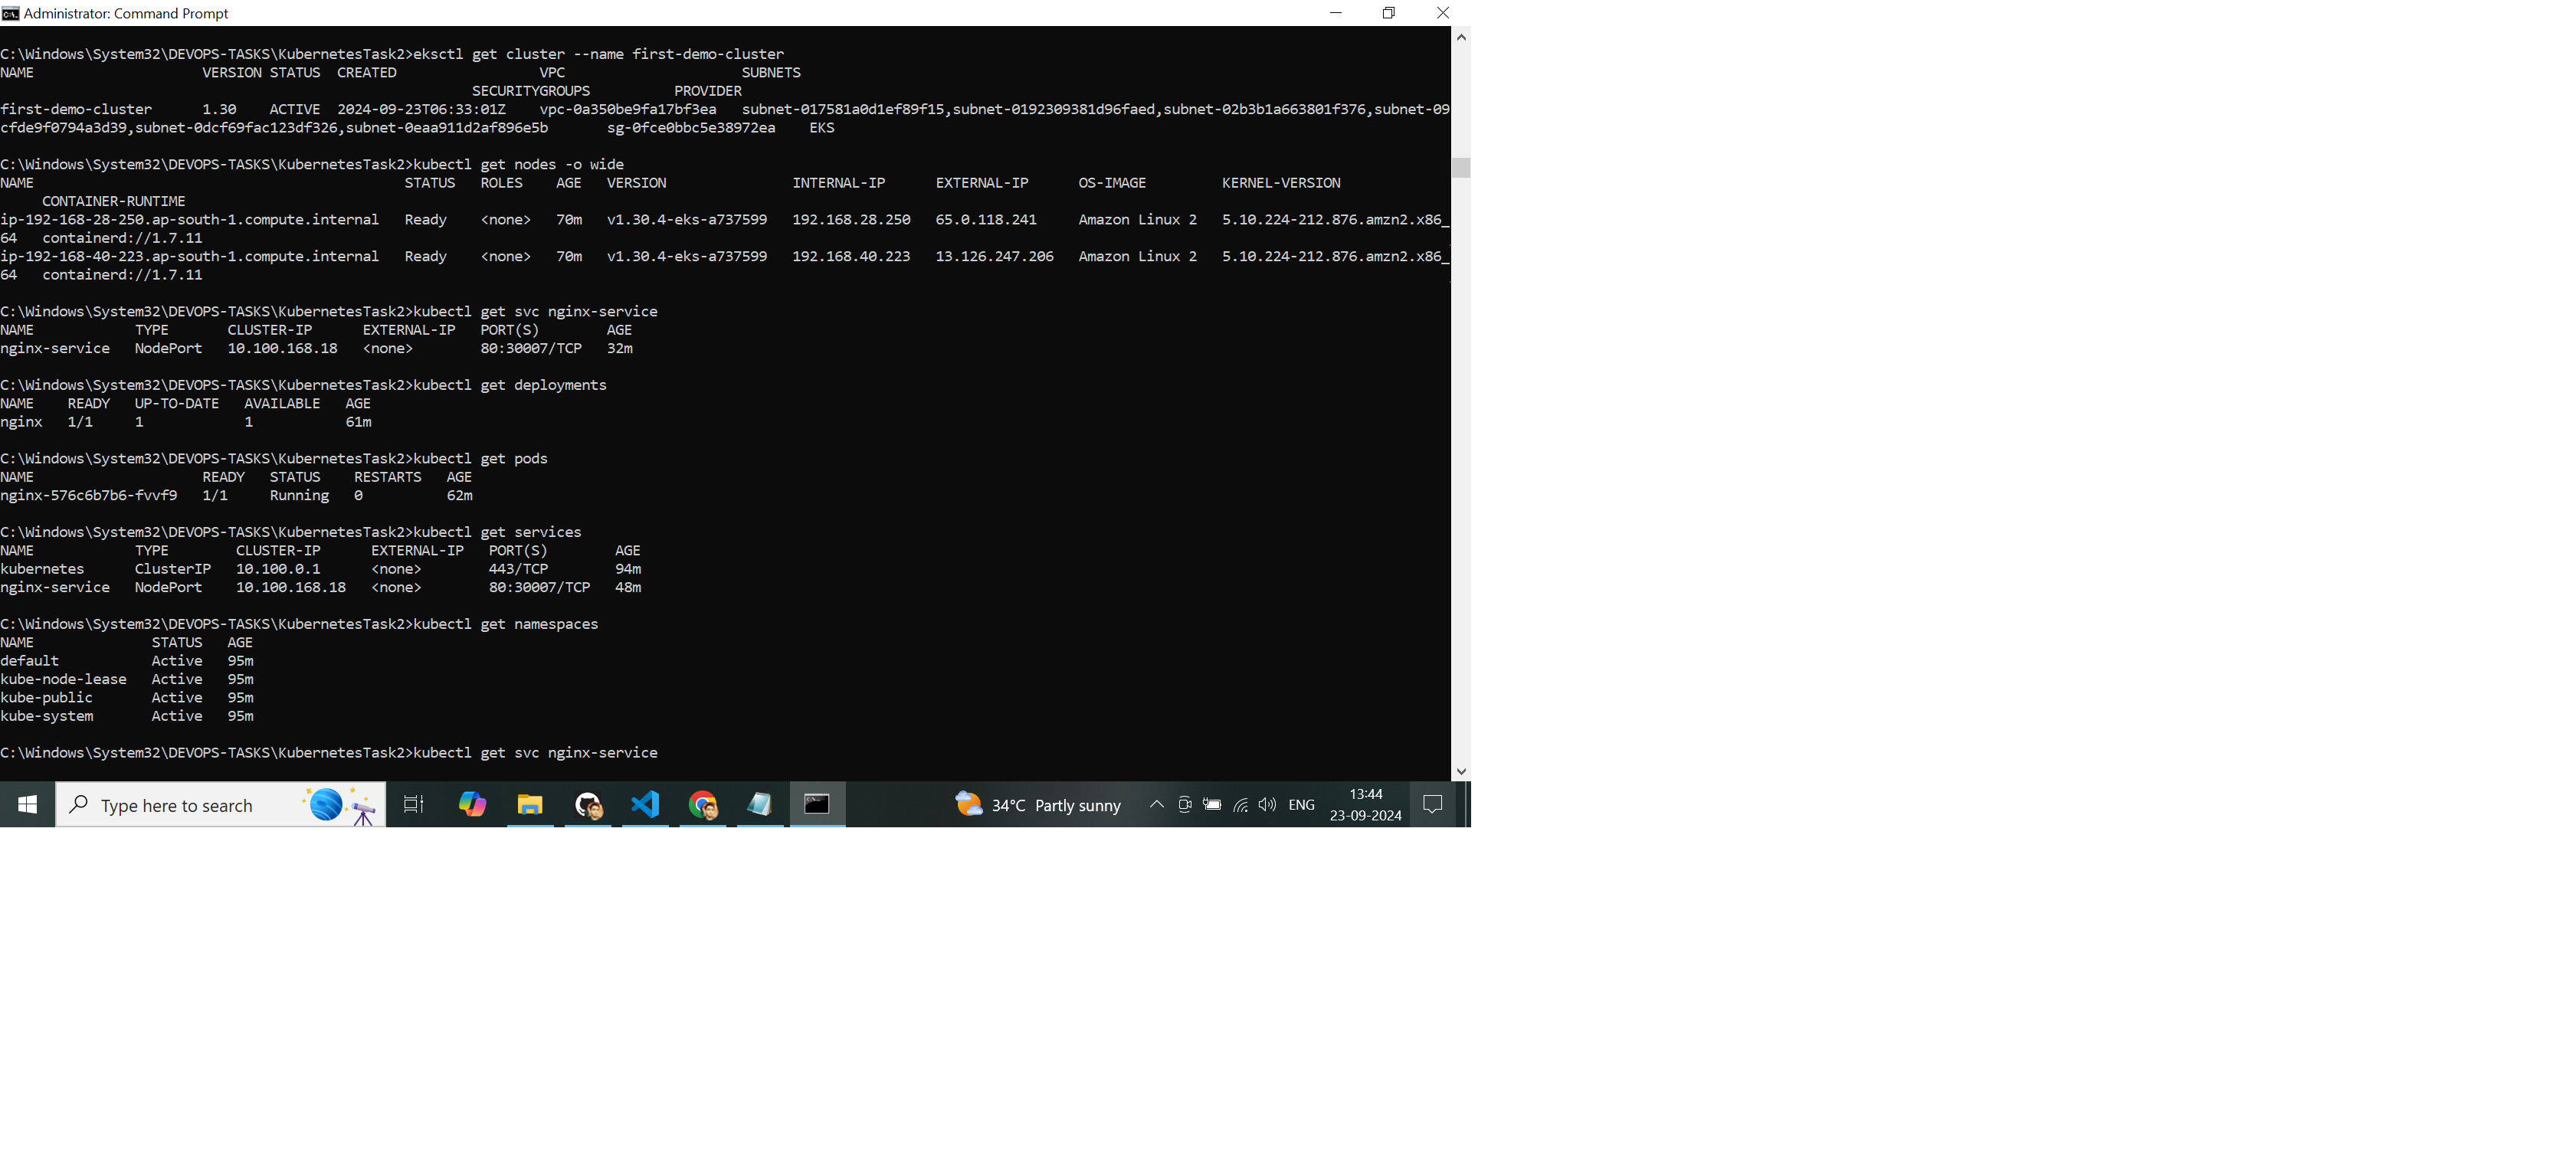 Administrator: Command Prompt
C:\Windows\System32\DEVOPS-TASKS\KubernetesTask2>eksctl get cluster --name first-demo-cluster
NAME VERSION STATUS CREATED VPC SUBNETS
SECURITYGROUPS PROVIDER
first-demo-cluster 1.30 ACTIVE 2024-09-23T06:33:01Z vpc-0a350be9fa17bf3ea subnet-017581a0d1ef89f15,subnet-0192309381d96faed,subnet-02b3b1a663801f376,subnet-09
cfde9f0794a3d39,subnet-0dcf69fac123df326,subnet-0eaa911d2af896e5b sg-0fce0bbc5e38972ea EKS
C:\Windows\System32\DEVOPS-TASKS\KubernetesTask2>kubectl get nodes -o wide
NAME STATUS ROLES AGE VERSION INTERNAL-IP EXTERNAL-IP OS-IMAGE KERNEL-VERSION
CONTAINER-RUNTIME
ip-192-168-28-250.ap-south-1.compute.internal Ready <none> 70m v1.30.4-eks-a737599 192.168.28.250 65.0.118.241 Amazon Linux 2 5.10.224-212.876.amzn2.x86_
64 containerd://1.7.11
ip-192-168-40-223.ap-south-1.compute.internal Ready <none> 70m v1.30.4-eks-a737599 192.168.40.223 13.126.247.206 Amazon Linux 2 5.10.224-212.876.amzn2.x86_
64 containerd://1.7.11
C:\Windows\System32\DEVOPS-TASKS\KubernetesTask2>kubectl get svc nginx-service
NAME TYPE CLUSTER-IP EXTERNAL-IP PORT(S) AGE
nginx-service NodePort 10.100.168.18 <none> 80:30007/TCP 32m
C:\Windows\System32\DEVOPS-TASKS\KubernetesTask2>kubectl get deployments
NAME READY UP-TO-DATE AVAILABLE AGE
nginx 1/1 1 1 61m
C:\Windows\System32\DEVOPS-TASKS\KubernetesTask2>kubectl get pods
NAME READY STATUS RESTARTS AGE
nginx-576c6b7b6-fvvf9 1/1 Running 0 62m
C:\Windows\System32\DEVOPS-TASKS\KubernetesTask2>kubectl get services
NAME TYPE CLUSTER-IP EXTERNAL-IP PORT(S) AGE
kubernetes ClusterIP 10.100.0.1 <none> 443/TCP 94m
nginx-service NodePort 10.100.168.18 <none> 80:30007/TCP 48m
C:\Windows\System32\DEVOPS-TASKS\KubernetesTask2>kubectl get namespaces
NAME STATUS AGE
default Active 95m
kube-node-lease Active 95m
kube-public Active 95m
kube-system Active 95m
C:\Windows\System32\DEVOPS-TASKS\KubernetesTask2>kubectl get svc nginx-service
Type here to search
34°C Partly sunny
ENG
13:44
23-09-2024